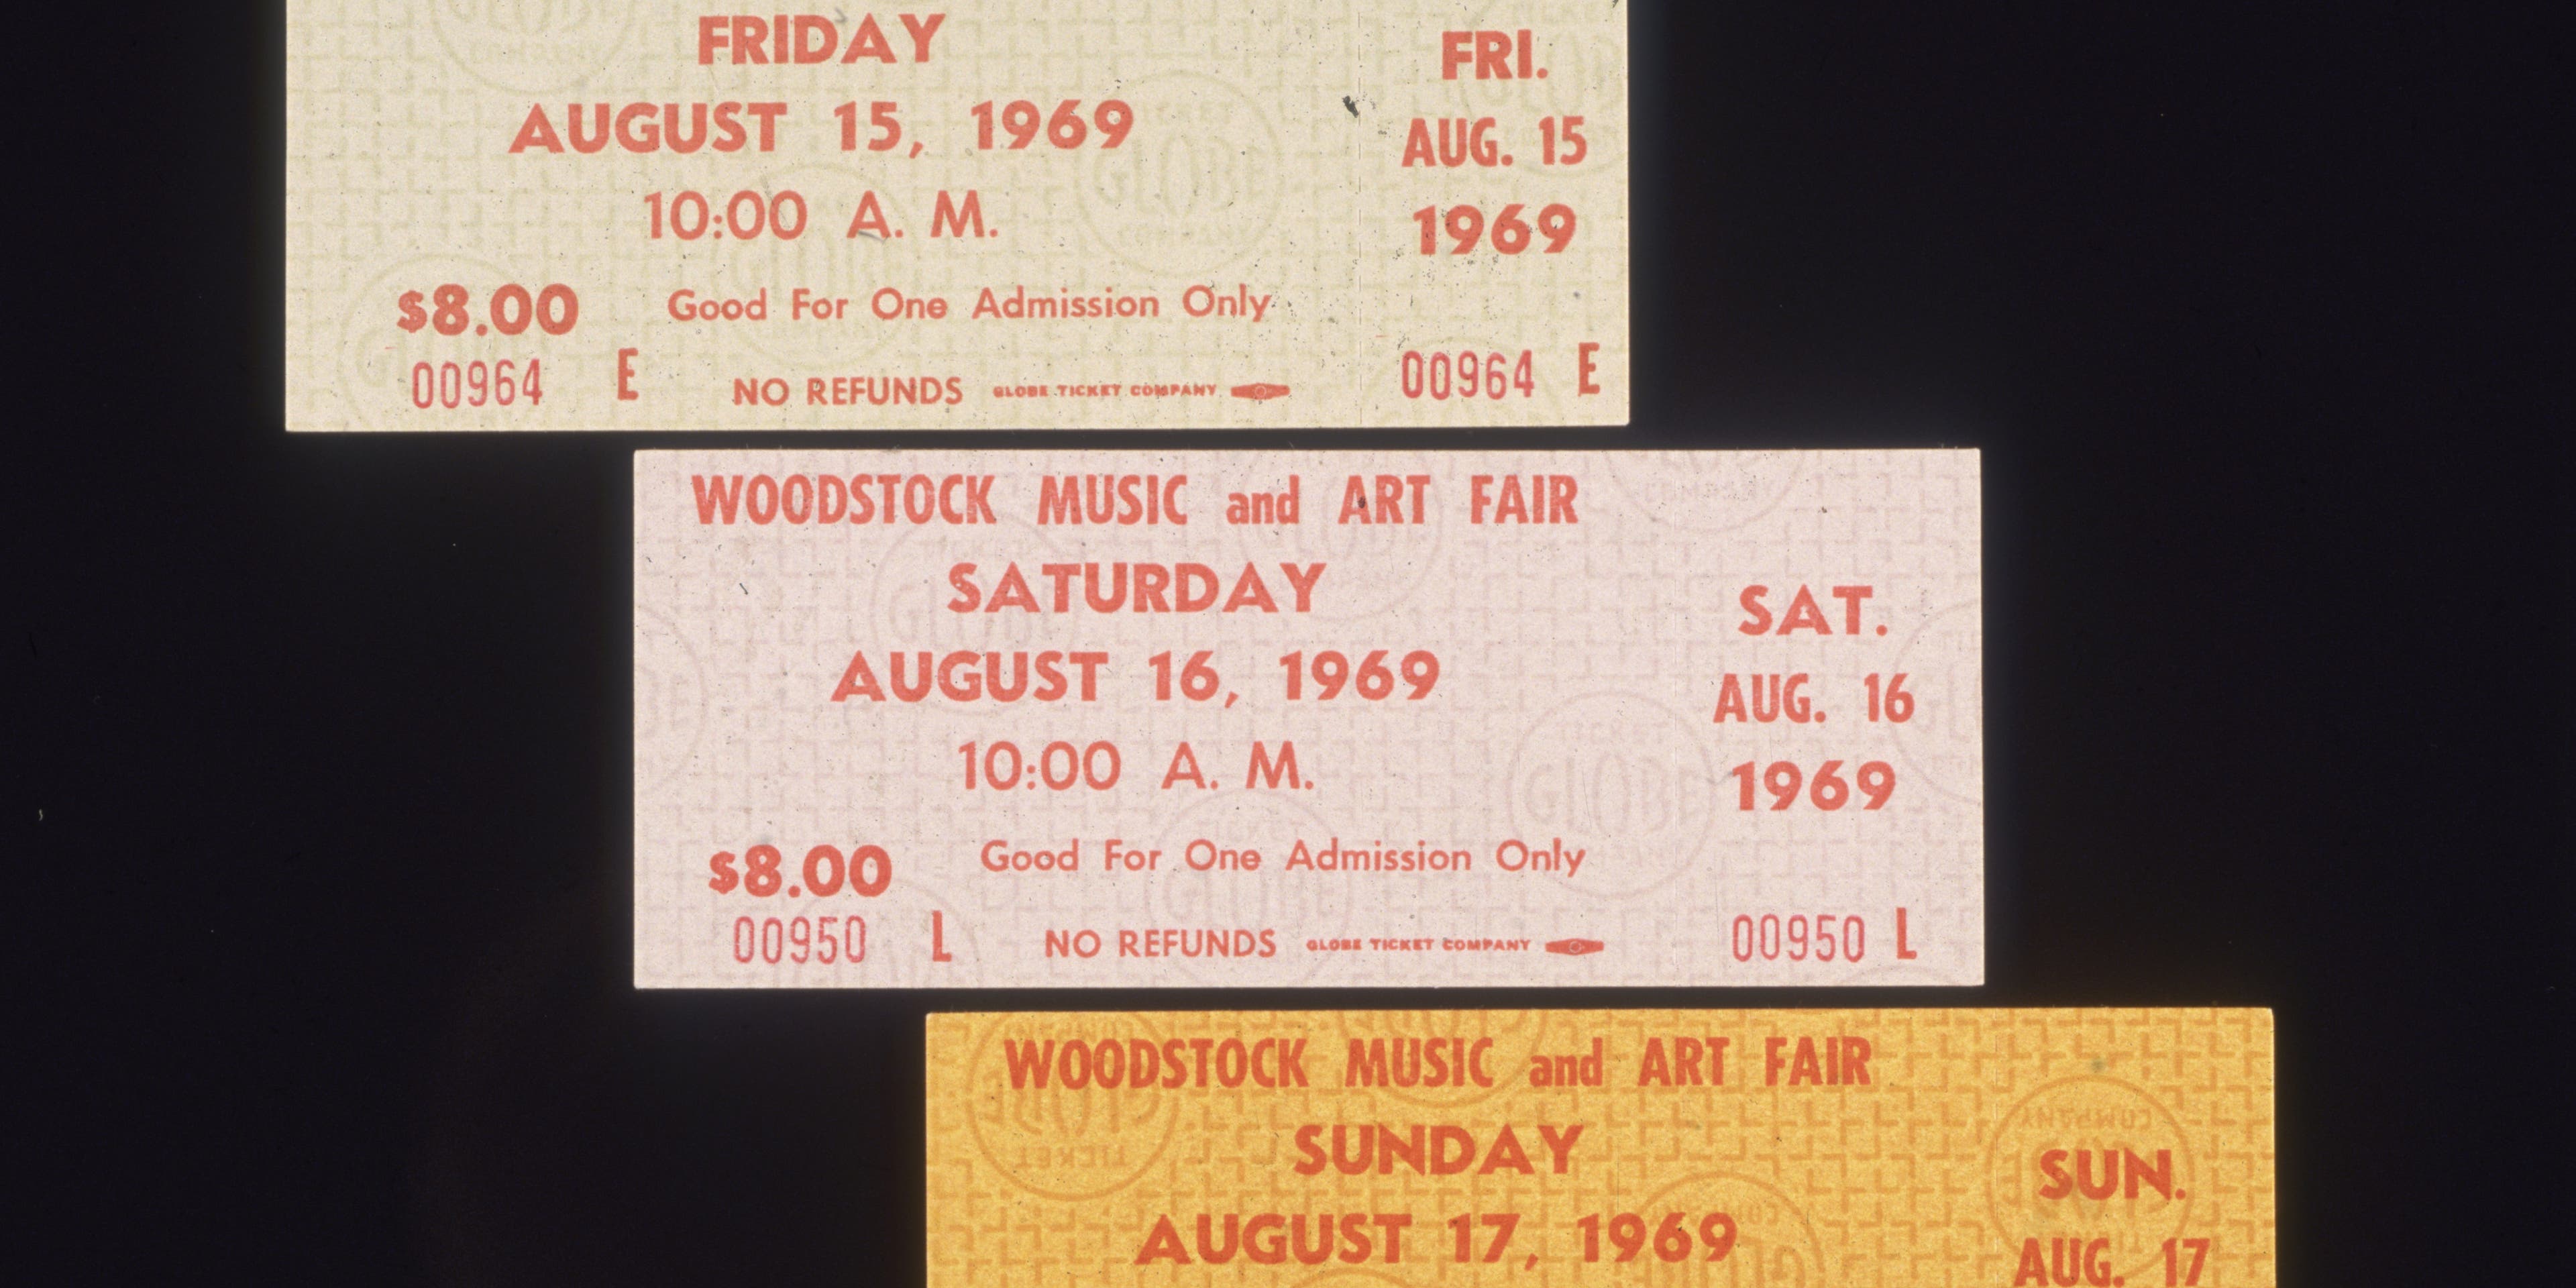 FRIDAY
AUGUST 15, 1969
10:00 A. M.
$8.00 Good For One Admission Only
00964 E NO REFUNDS GLOBE TICKET COMPANY
FRI.
AUG. 15
1969
00964 E
WOODSTOCK MUSIC and ART FAIR
SATURDAY
AUGUST 16, 1969
10:00 A. M.
$8.00 Good For One Admission Only
00950 L NO REFUNDS GLOBE TICKET COMPANY
SAT.
AUG. 16
1969
00950 L
WOODSTOCK MUSIC and ART FAIR
SUNDAY
AUGUST 17, 1969
SUN.
AUG. 17